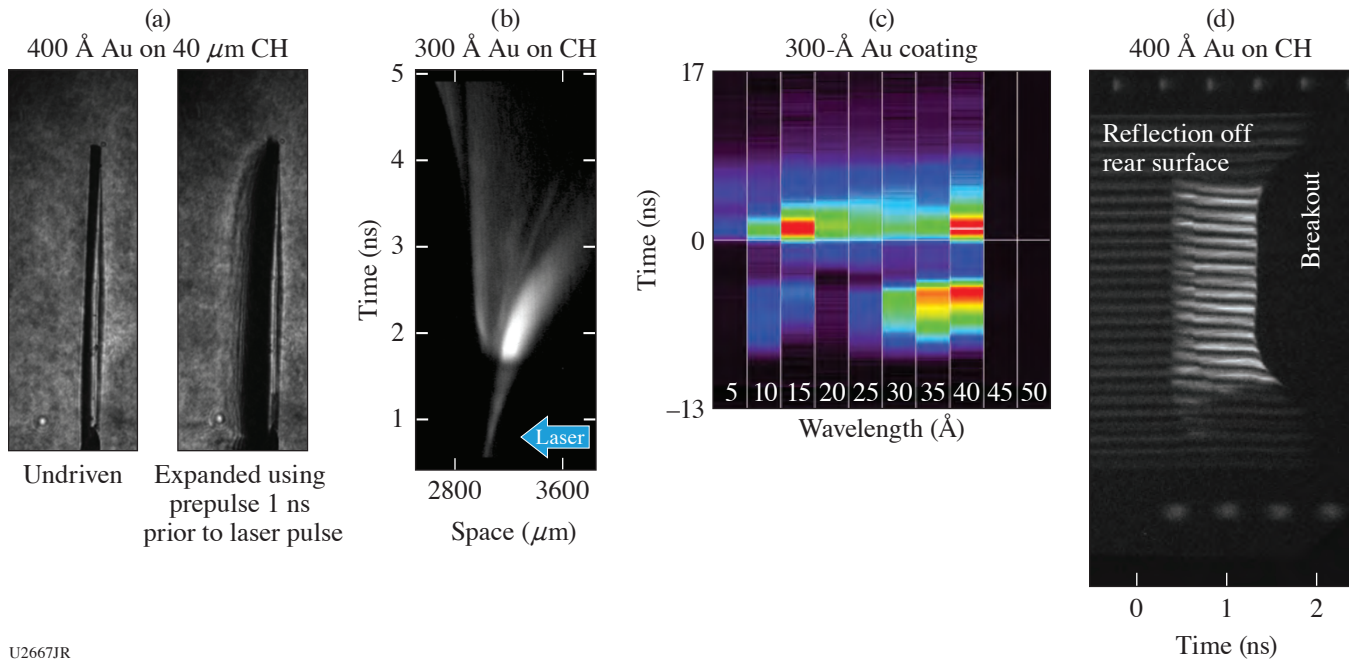 (a)
400 Å Au on 40 μm CH
Undriven
Expanded using
prepulse 1 ns
prior to laser pulse
(b)
300 Å Au on CH
5
4
3
2
1
Time (ns)
Laser
2800 3600
Space (μm)
(c)
300-Å Au coating
17
0
–13
Time (ns)
5 10 15 20 25 30 35 40 45 50
Wavelength (Å)
(d)
400 Å Au on CH
Reflection off
rear surface
Breakout
0 1 2
Time (ns)
U2667JR